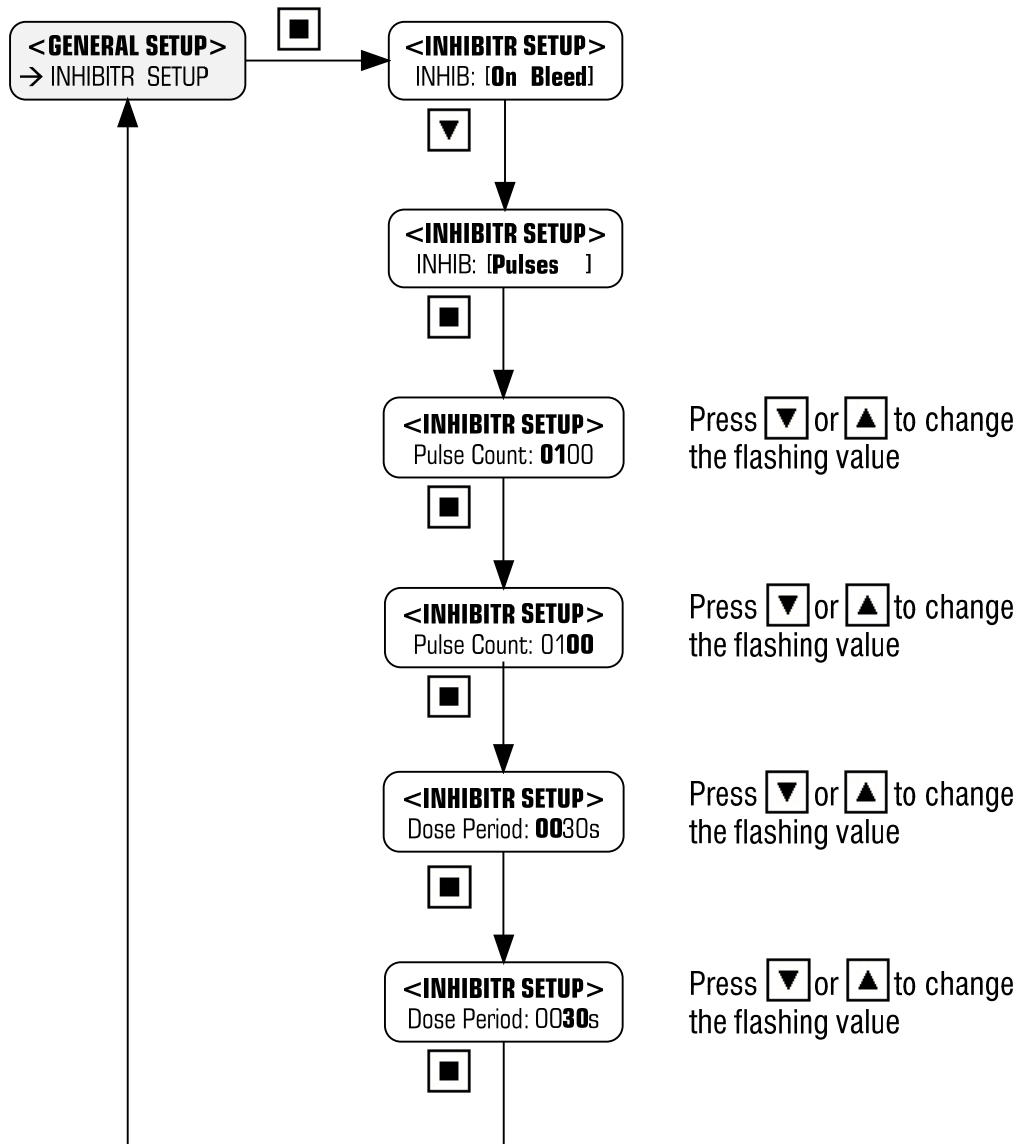 <GENERAL SETUP>
→ INHIBITR SETUP
<INHIBITR SETUP>
INHIB: [On Bleed]
<INHIBITR SETUP>
INHIB: [Pulses ]
<INHIBITR SETUP>
Pulse Count: 0100
Press ▼ or ▲ to change
the flashing value
<INHIBITR SETUP>
Pulse Count: 0100
Press ▼ or ▲ to change
the flashing value
<INHIBITR SETUP>
Dose Period: 0030s
Press ▼ or ▲ to change
the flashing value
<INHIBITR SETUP>
Dose Period: 0030s
Press ▼ or ▲ to change
the flashing value